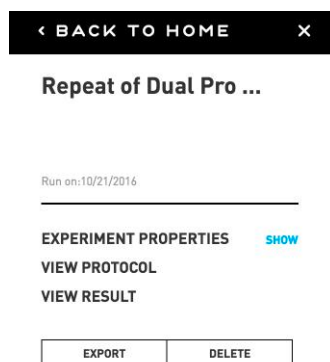 ‹ BACK TO HOME ×
Repeat of Dual Pro ...
Run on:10/21/2016
EXPERIMENT PROPERTIES SHOW
VIEW PROTOCOL
VIEW RESULT
EXPORT DELETE